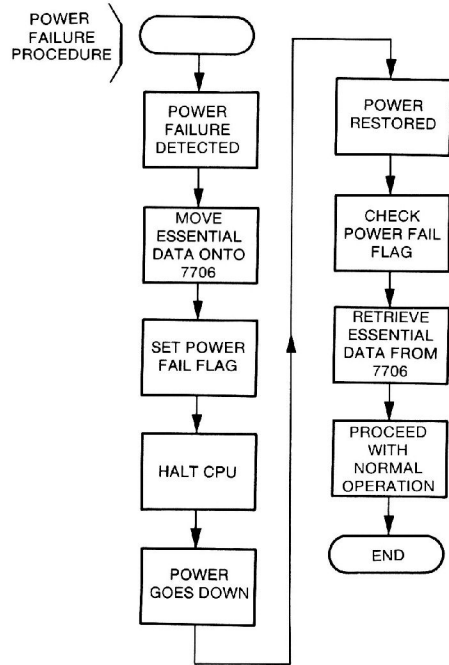 POWER
FAILURE
PROCEDURE
POWER
FAILURE
DETECTED
MOVE
ESSENTIAL
DATA ONTO
7706
SET POWER
FAIL FLAG
HALT CPU
POWER
GOES DOWN
POWER
RESTORED
CHECK
POWER FAIL
FLAG
RETRIEVE
ESSENTIAL
DATA FROM
7706
PROCEED
WITH
NORMAL
OPERATION
END